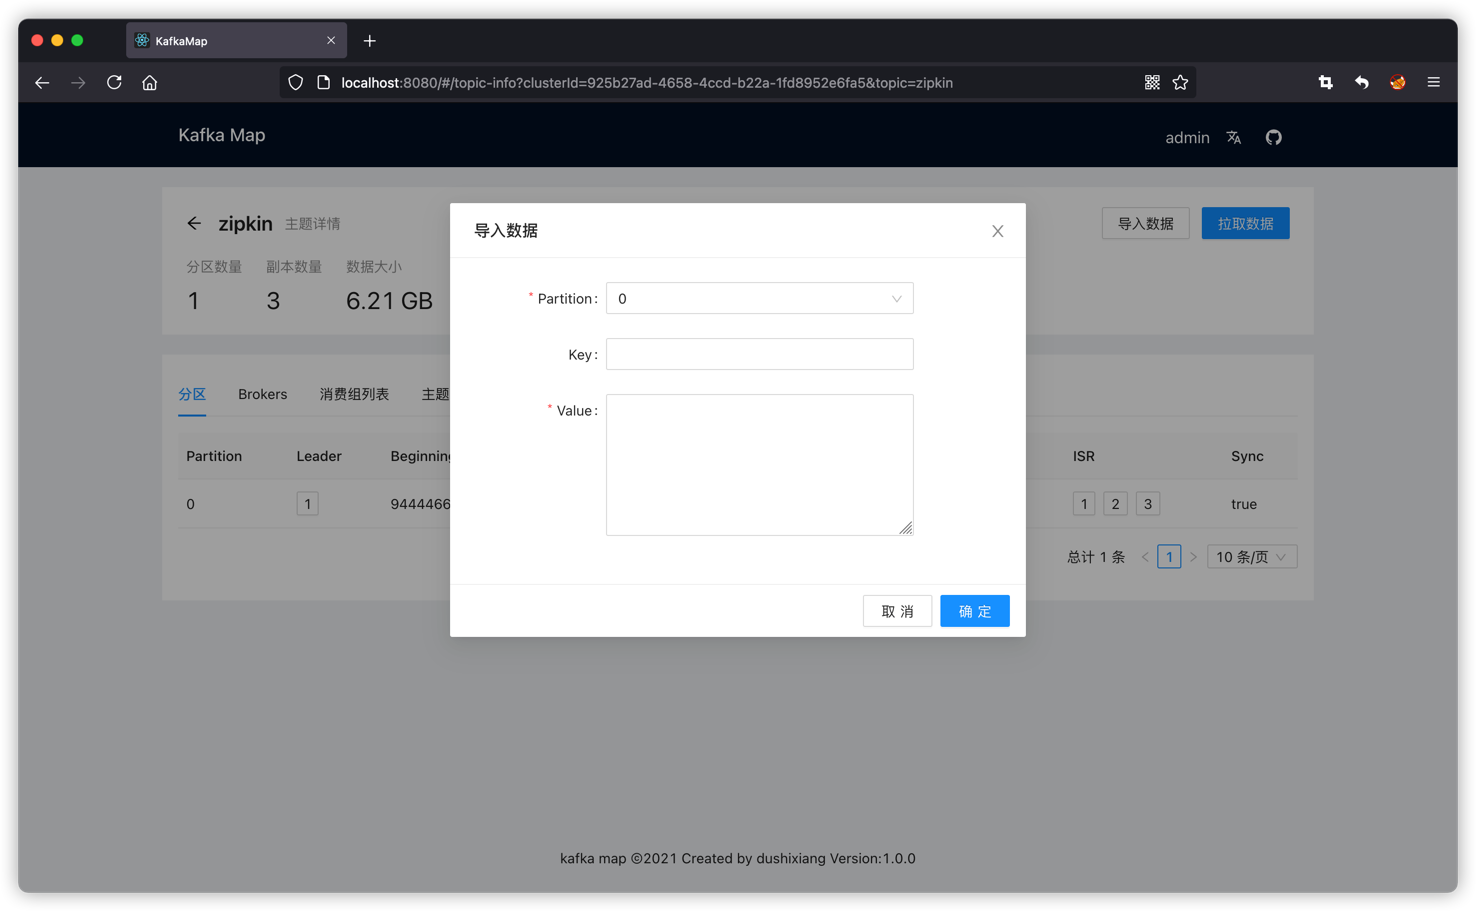 KafkaMap
localhost:8080/#/topic-info?clusterId=925b27ad-4658-4ccd-b22a-1fd8952e6fa5&topic=zipkin
Kafka Map
admin
zipkin 主题详情
导入数据 拉取数据
分区数量 副本数量 数据大小
1 3 6.21 GB
分区 Brokers 消费组列表 主题
Partition Leader Beginning ISR Sync
0 1 9444466 1 2 3 true
总计 1 条 1 10 条/页
导入数据
* Partition: 0
Key:
* Value:
取 消 确 定
kafka map ©2021 Created by dushixiang Version:1.0.0